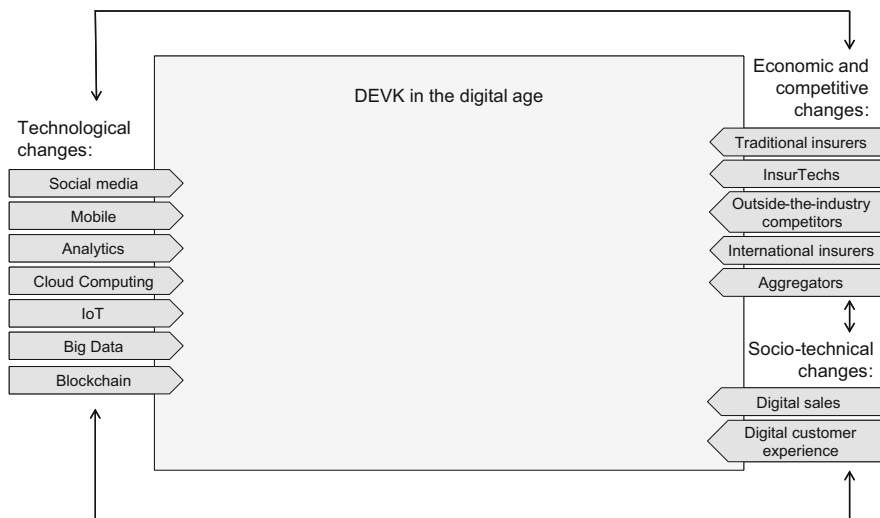 DEVK in the digital age
Technological
changes:
Social media
Mobile
Analytics
Cloud Computing
IoT
Big Data
Blockchain
Economic and
competitive
changes:
Traditional insurers
InsurTechs
Outside-the-industry
competitors
International insurers
Aggregators
Socio-technical
changes:
Digital sales
Digital customer
experience